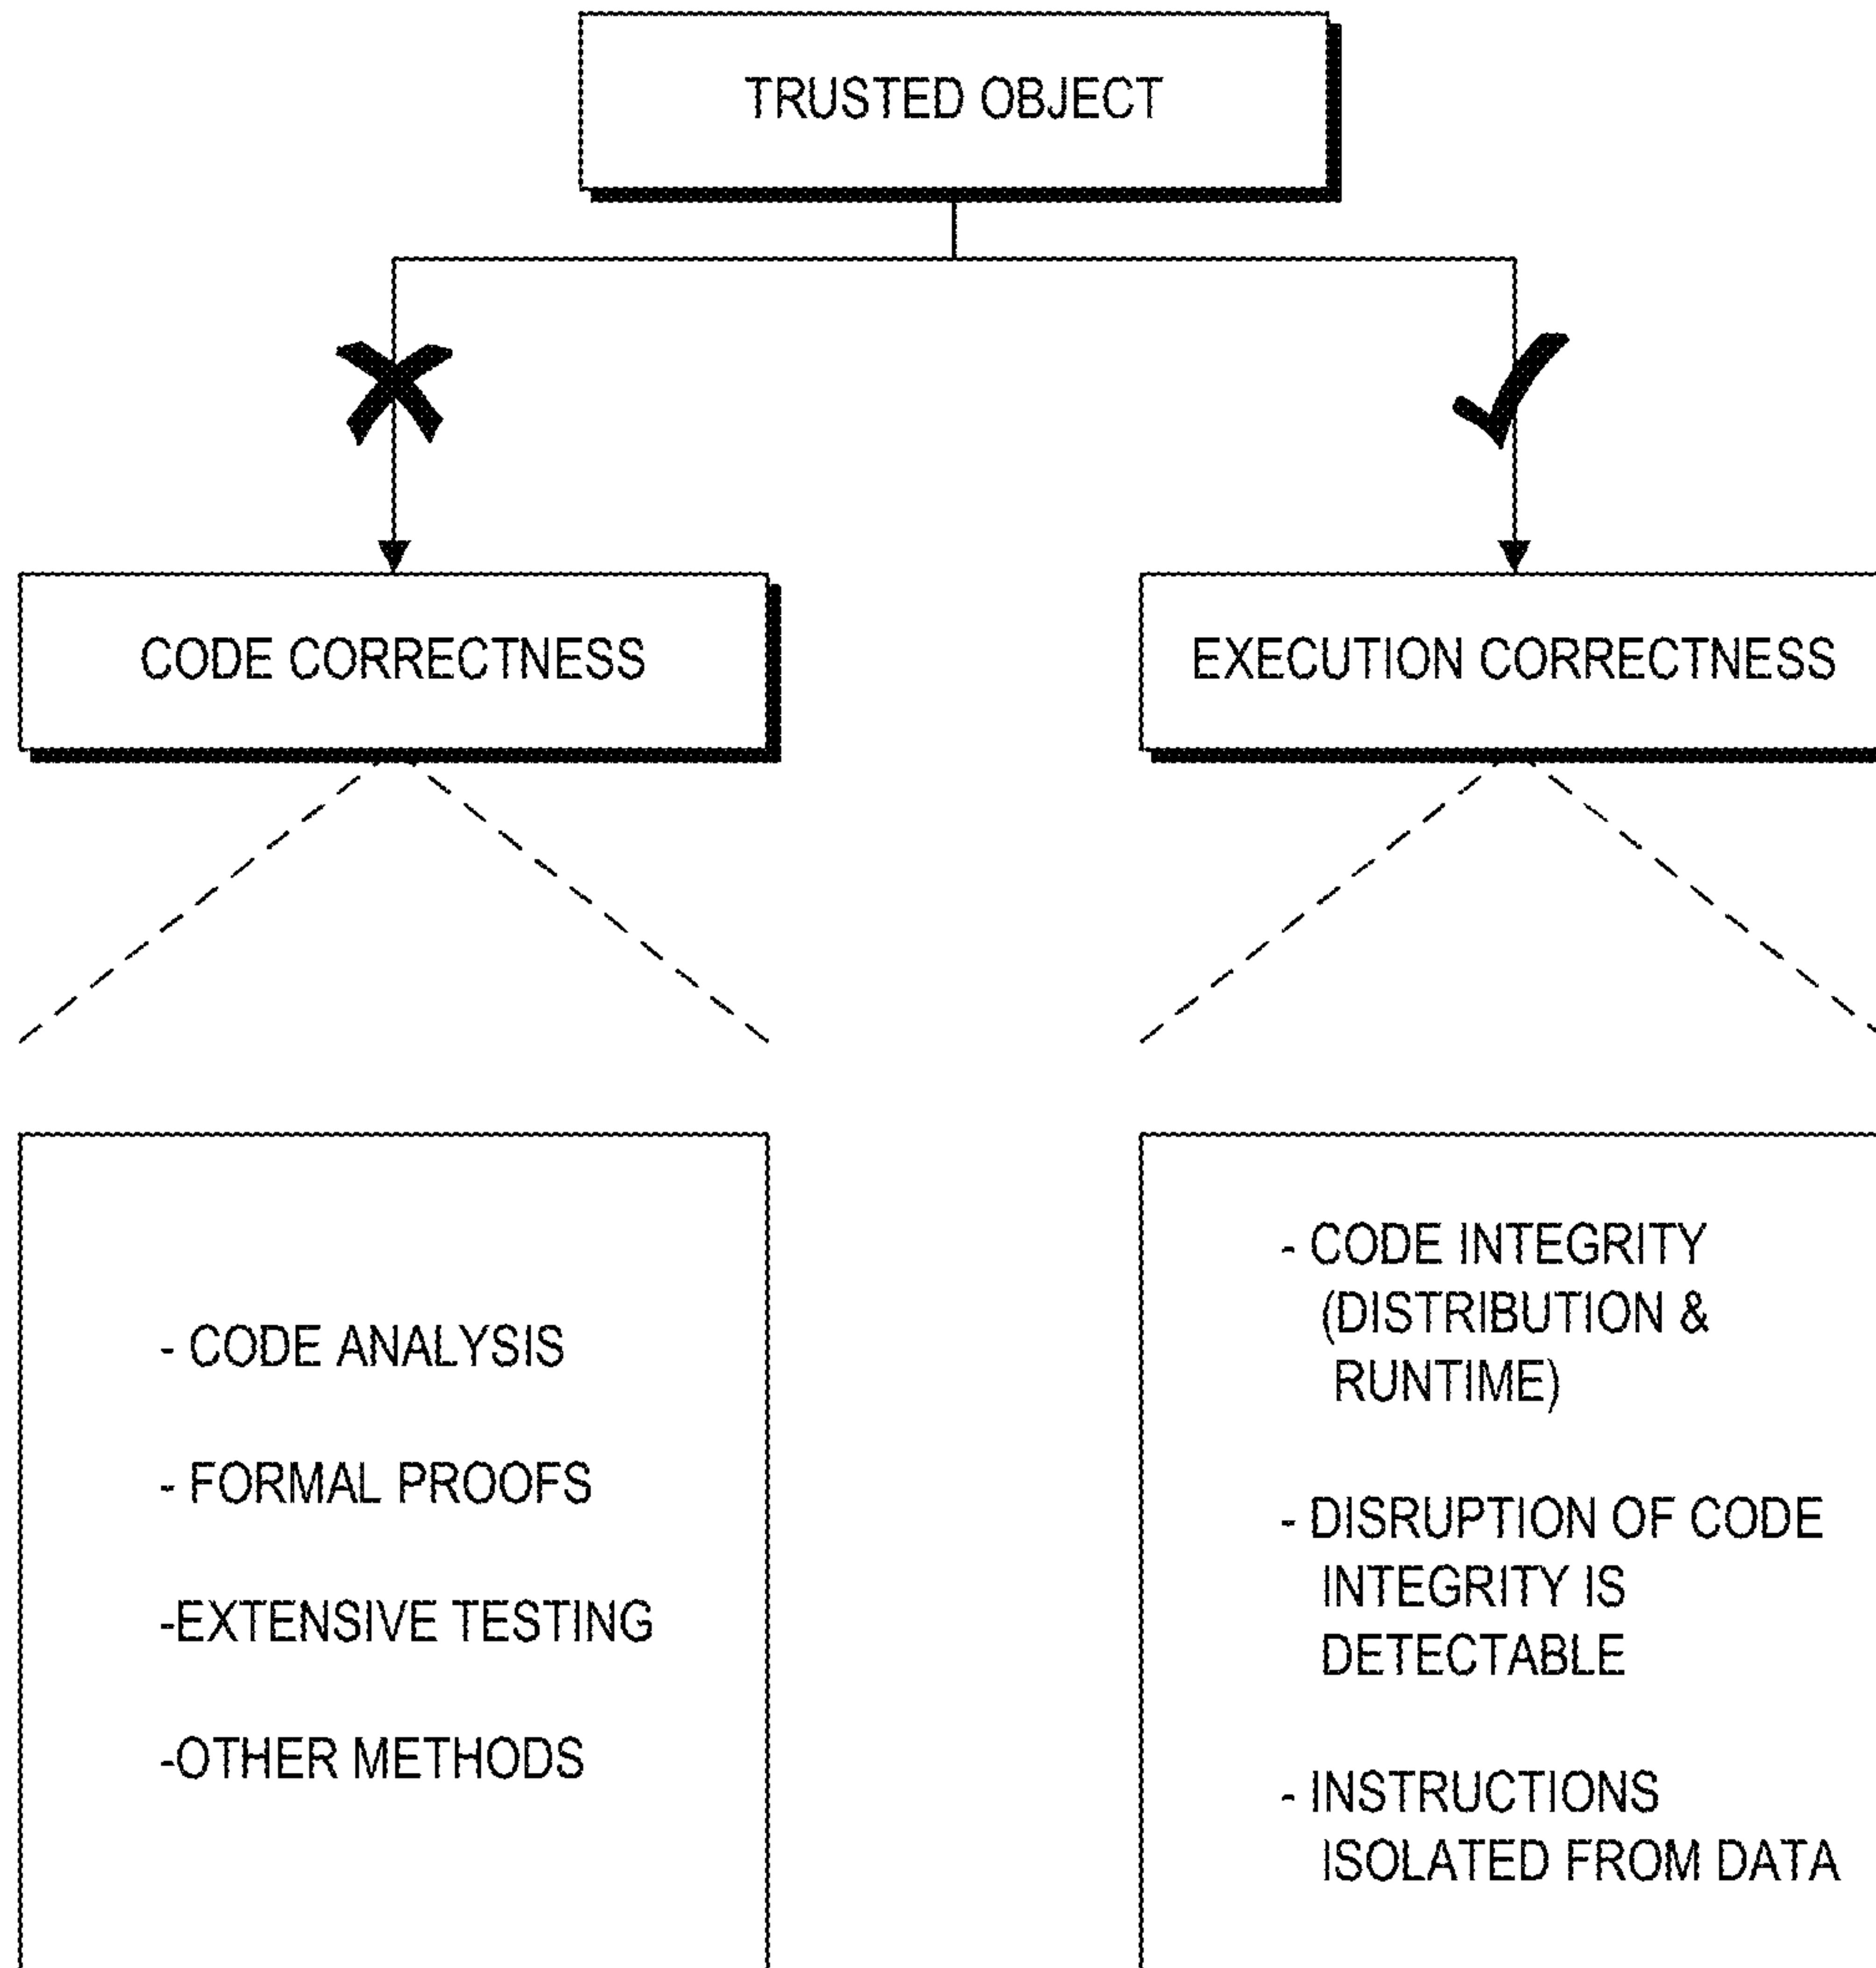 TRUSTED OBJECT
CODE CORRECTNESS
EXECUTION CORRECTNESS
- CODE ANALYSIS
- FORMAL PROOFS
-EXTENSIVE TESTING
-OTHER METHODS
- CODE INTEGRITY
(DISTRIBUTION &
RUNTIME)
- DISRUPTION OF CODE
INTEGRITY IS
DETECTABLE
- INSTRUCTIONS
ISOLATED FROM DATA